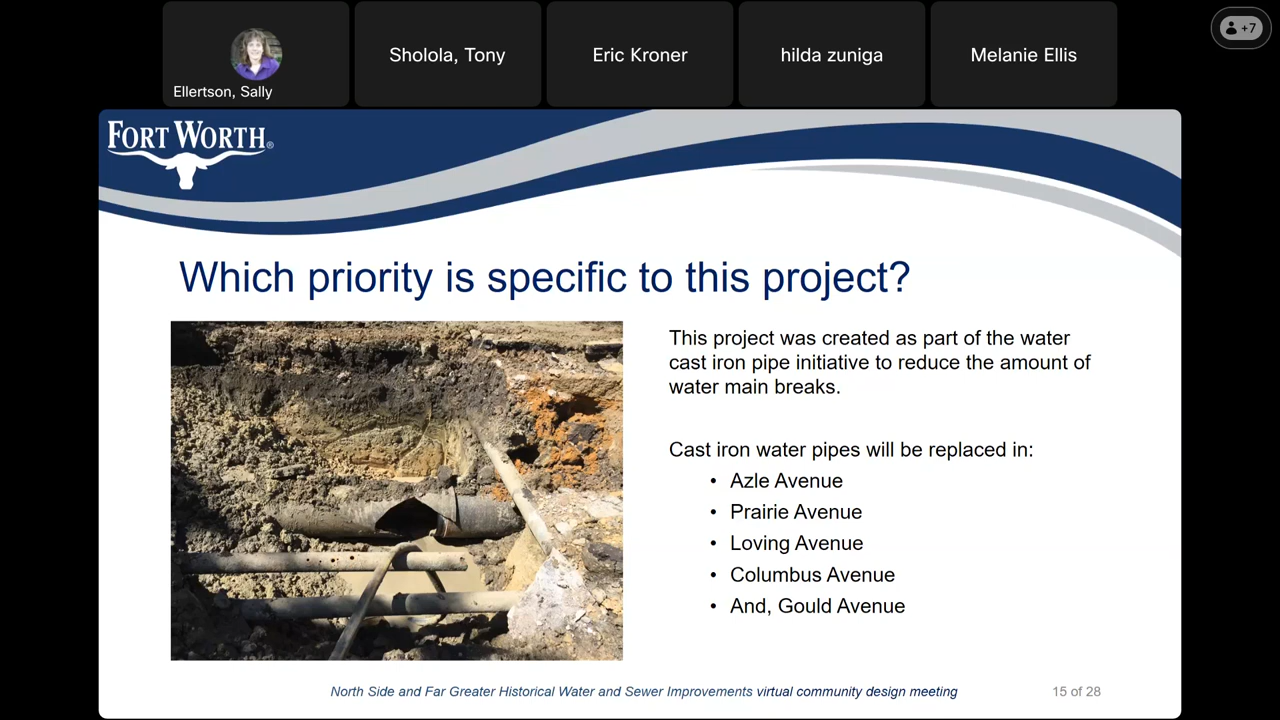 Ellertson, Sally
Sholola, Tony
Eric Kroner
hilda zuniga
Melanie Ellis
+7
FORT WORTH®
Which priority is specific to this project?
This project was created as part of the water
cast iron pipe initiative to reduce the amount of
water main breaks.
Cast iron water pipes will be replaced in:
• Azle Avenue
• Prairie Avenue
• Loving Avenue
• Columbus Avenue
• And, Gould Avenue
North Side and Far Greater Historical Water and Sewer Improvements virtual community design meeting
15 of 28